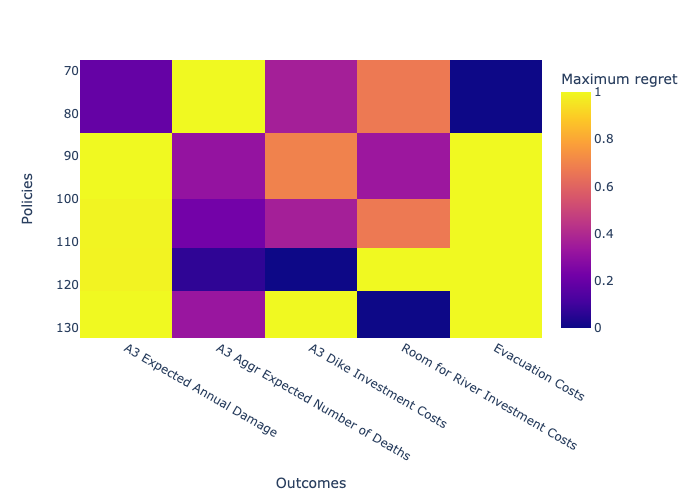 Maximum regret
1
0.8
0.6
0.4
0.2
0
Policies
70
80
90
100
110
120
130
A3 Expected Annual Damage
A3 Aggr Expected Number of Deaths
A3 Dike Investment Costs
Room for River Investment Costs
Evacuation Costs
Outcomes